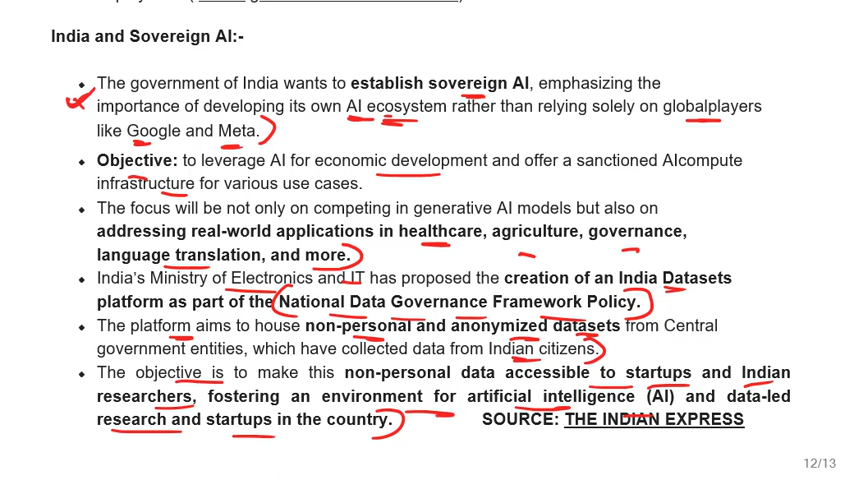 India and Sovereign AI:-
The government of India wants to establish sovereign AI, emphasizing the
importance of developing its own AI ecosystem rather than relying solely on globalplayers
like Google and Meta.
Objective: to leverage AI for economic development and offer a sanctioned AIcompute
infrastructure for various use cases.
The focus will be not only on competing in generative AI models but also on
addressing real-world applications in healthcare, agriculture, governance,
language translation, and more.
India's Ministry of Electronics and IT has proposed the creation of an India Datasets
platform as part of the National Data Governance Framework Policy.
The platform aims to house non-personal and anonymized datasets from Central
government entities, which have collected data from Indian citizens.
The objective is to make this non-personal data accessible to startups and Indian
researchers, fostering an environment for artificial intelligence (AI) and data-led
research and startups in the country. SOURCE: THE INDIAN EXPRESS
12/13